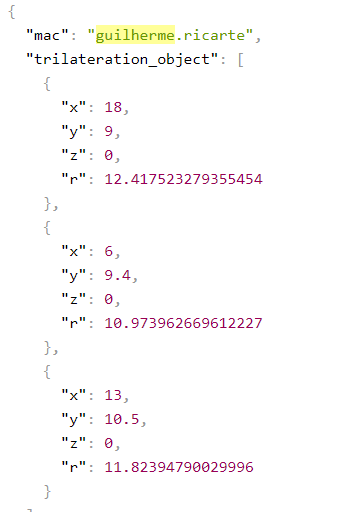 {
"mac": "guilherme.ricarte",
"trilateration_object": [
{
"x": 18,
"y": 9,
"z": 0,
"r": 12.417523279355454
},
{
"x": 6,
"y": 9.4,
"z": 0,
"r": 10.973962669612227
},
{
"x": 13,
"y": 10.5,
"z": 0,
"r": 11.82394790029996
}